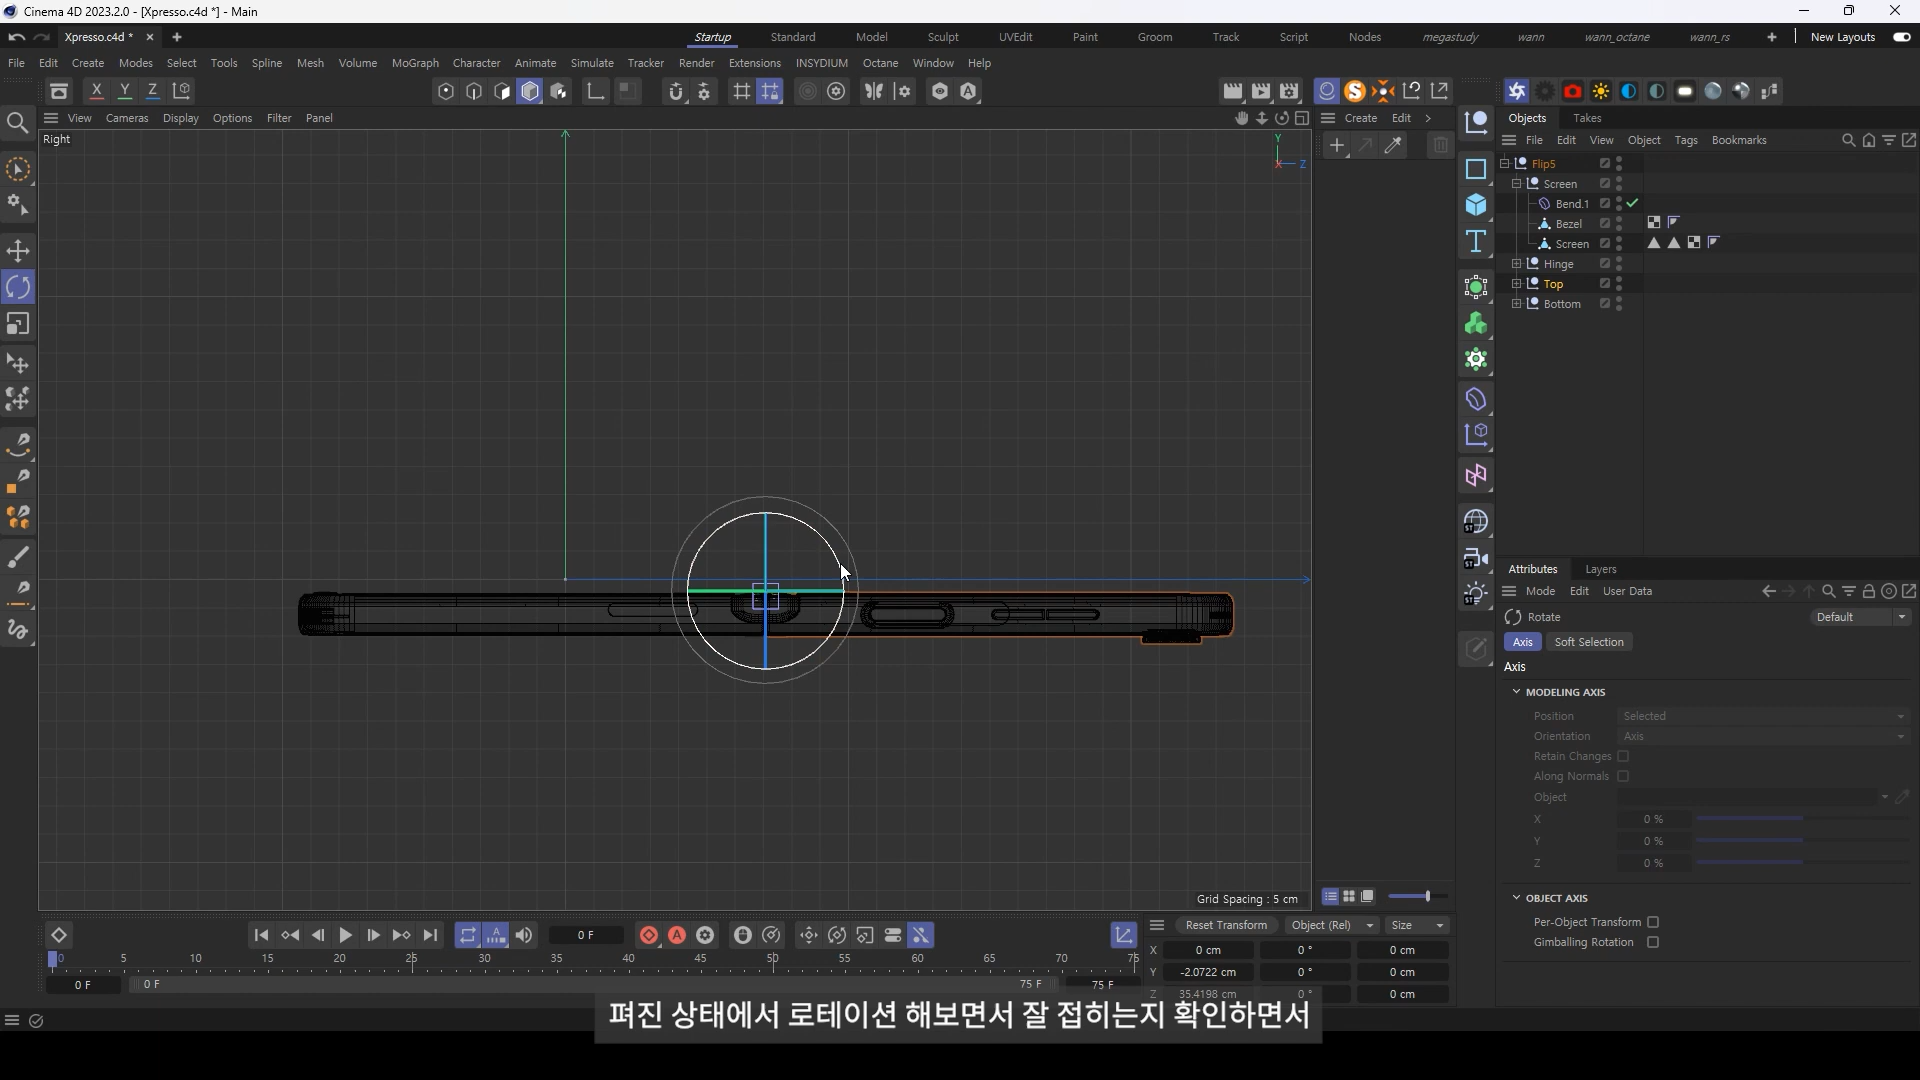 Cinema 4D 2023.2.0 - [Xpresso.c4d *] - Main
Xpresso.c4d *
Startup Standard Model Sculpt UVEdit Paint Groom Track Script Nodes megastudy wann wann_octane wann_rs New Layouts
File Edit Create Modes Select Tools Spline Mesh Volume MoGraph Character Animate Simulate Tracker Render Extensions INSYDIUM Octane Window Help
X Y Z
View Cameras Display Options Filter Panel
Create Edit
Objects Takes
File Edit View Object Tags Bookmarks
Right
Y
X Z
Flip5
Screen
Bend.1
Bezel
Screen
Hinge
Top
Bottom
Attributes Layers
Mode Edit User Data
Rotate Default
Axis Soft Selection
Axis
MODELING AXIS
Position Selected
Orientation Axis
Retain Changes
Along Normals
Object
X 0 %
Y 0 %
Z 0 %
OBJECT AXIS
Per-Object Transform
Gimballing Rotation
Grid Spacing : 5 cm
0 F
Reset Transform Object (Rel) Size
X 0 cm 0 ° 0 cm
Y -2.0722 cm 0 ° 0 cm
Z 35.4198 cm 0 ° 0 cm
0 5 10 15 20 25 30 35 40 45 50 55 60 65 70 75
0 F 0 F 75 F 75 F
펴진 상태에서 로테이션 해보면서 잘 접히는지 확인하면서